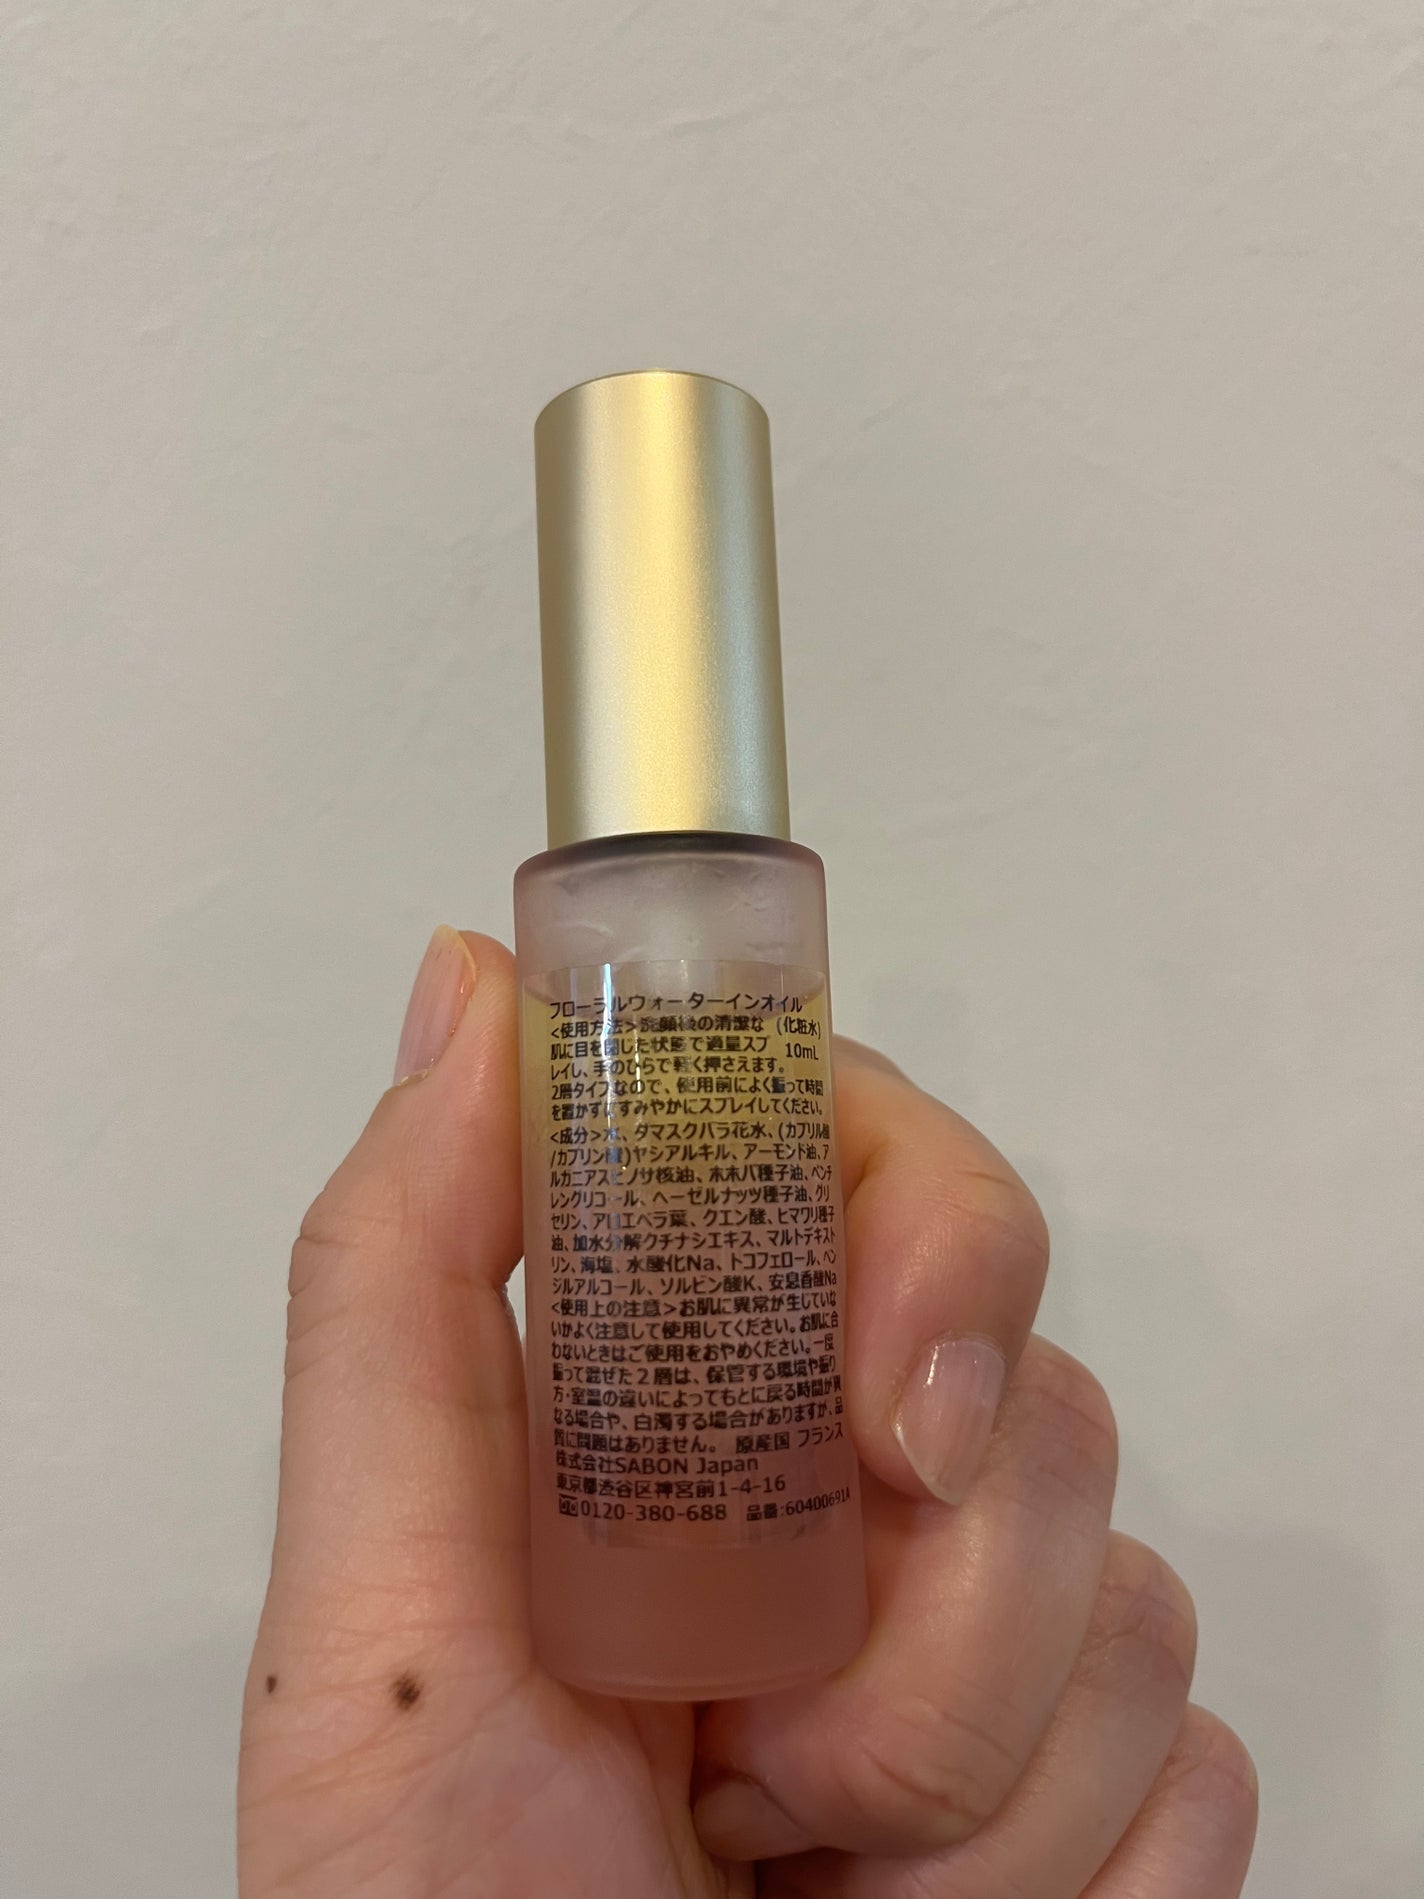 フローラルウォーターインオイル
<使用方法>洗顔後の清潔な (化粧水)
肌に目を閉じた状態で適量スプ 10mL
レイし、手のひらで軽く押さえます。
2層タイプなので、使用前によく振って時間
を置かずにすみやかにスプレイしてください。
<成分>水、ダマスクバラ花水、(カプリル酸
/カプリン酸)ヤシアルキル、アーモンド油、ア
ルガニアスピノサ核油、ホホバ種子油、ペンチ
レングリコール、ヘーゼルナッツ種子油、グリ
セリン、アロエベラ葉、クエン酸、ヒマワリ種子
油、加水分解クチナシエキス、マルトデキスト
リン、海塩、水酸化Na、トコフェロール、ベン
ジルアルコール、ソルビン酸K、安息香酸Na
<使用上の注意>お肌に異常が生じていな
いかよく注意して使用してください。お肌に合
わないときはご使用をおやめください。一度
振って混ぜた2層は、保管する環境や振り
方・室温の違いによってもとに戻る時間が異
なる場合や、白濁する場合がありますが、品
質に問題はありません。 原産国 フランス
株式会社SABON Japan
東京都渋谷区神宮前1-4-16
0120-380-688 品番:60400691A